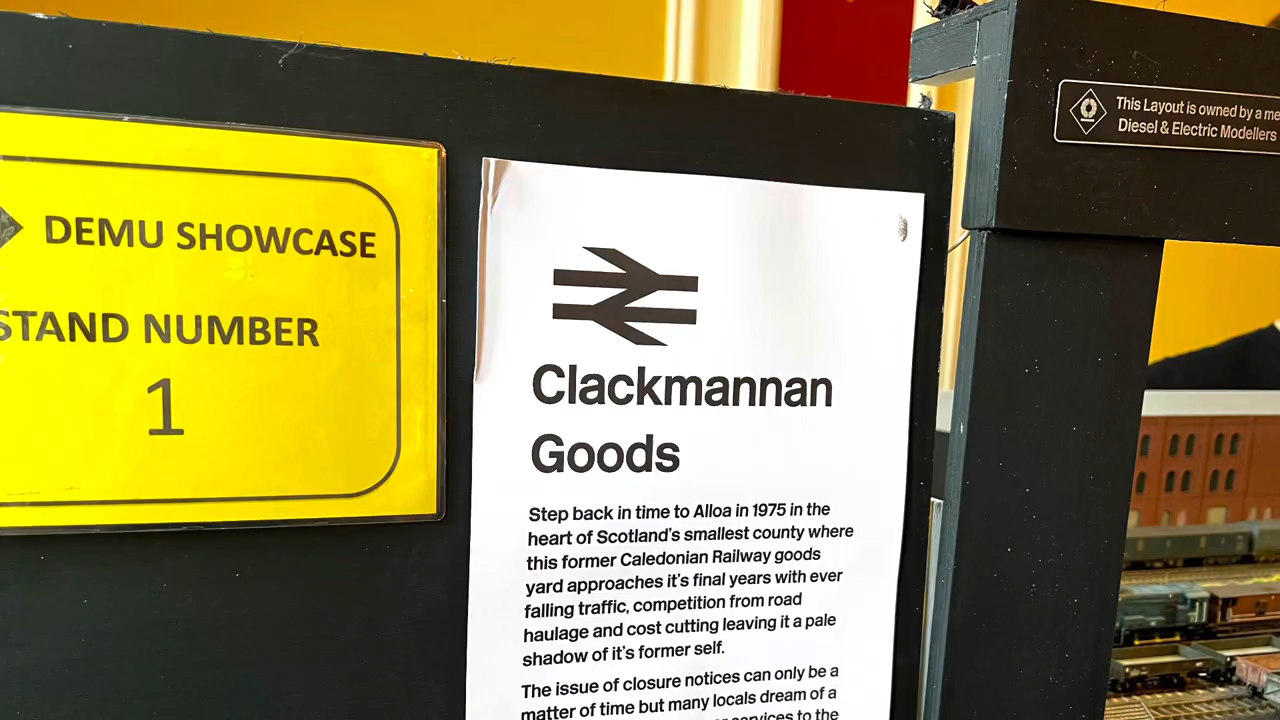 DEMU SHOWCASE
STAND NUMBER
1
Clackmannan
Goods
Step back in time to Alloa in 1975 in the
heart of Scotland's smallest county where
this former Caledonian Railway goods
yard approaches it's final years with ever
falling traffic, competition from road
haulage and cost cutting leaving it a pale
shadow of it's former self.
The issue of closure notices can only be a
matter of time but many locals dream of a
services to the
This Layout is owned by a
Diesel & Electric Modellers